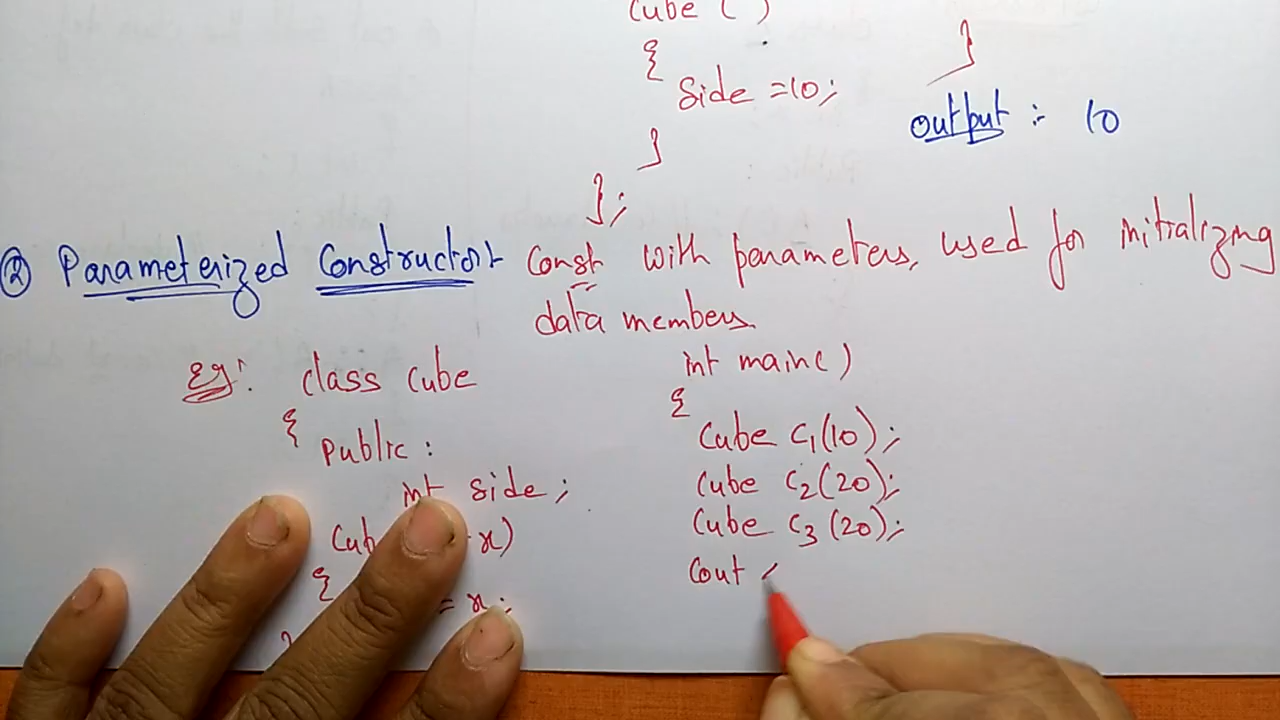 Cube ( )
{
Side =10;
}
};
}
output :- 10
② Parameterized Constructor Const with parameters, used for initializing
data members.
Eg: class Cube
{
Public :
int side ;
x)
{
= x;
}
int main( )
{
Cube C1(10);
Cube C2(20);
Cube C3(20);
Cout <